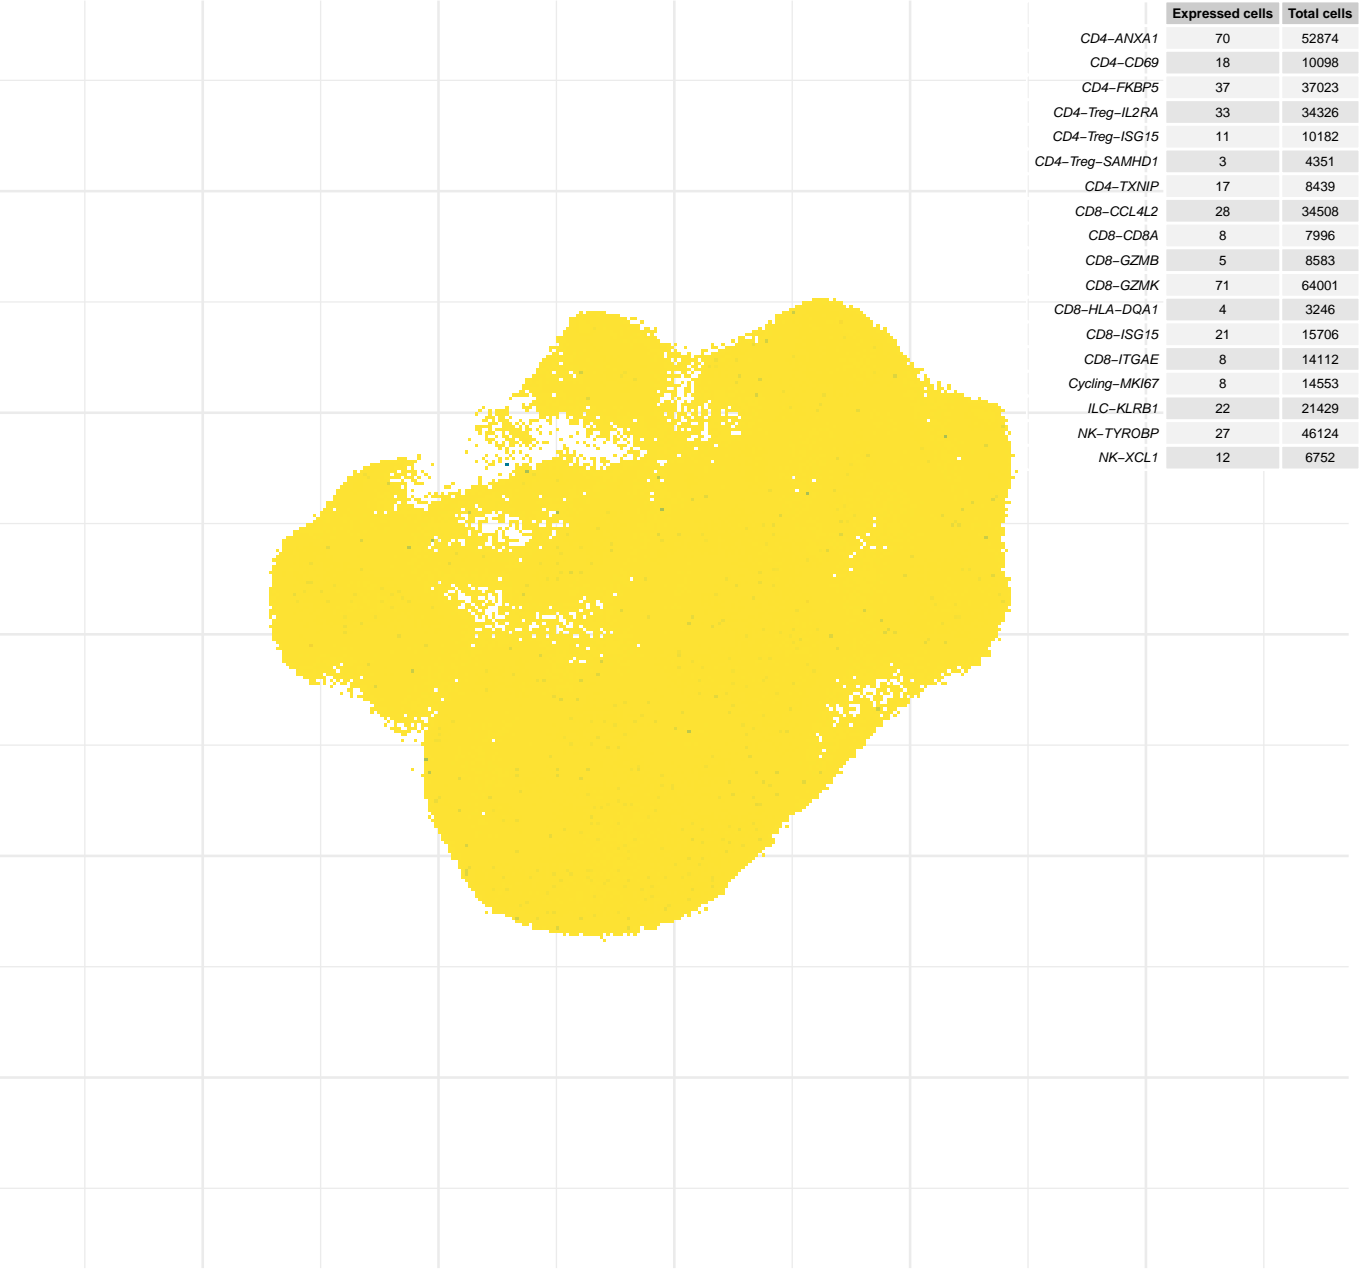 Expressed cells Total cells
CD4−ANXA1 70 52874
CD4−CD69 18 10098
CD4−FKBP5 37 37023
CD4−Treg−IL2RA 33 34326
CD4−Treg−ISG15 11 10182
CD4−Treg−SAMHD1 3 4351
CD4−TXNIP 17 8439
CD8−CCL4L2 28 34508
CD8−CD8A 8 7996
CD8−GZMB 5 8583
CD8−GZMK 71 64001
CD8−HLA−DQA1 4 3246
CD8−ISG15 21 15706
CD8−ITGAE 8 14112
Cycling−MKI67 8 14553
ILC−KLRB1 22 21429
NK−TYROBP 27 46124
NK−XCL1 12 6752